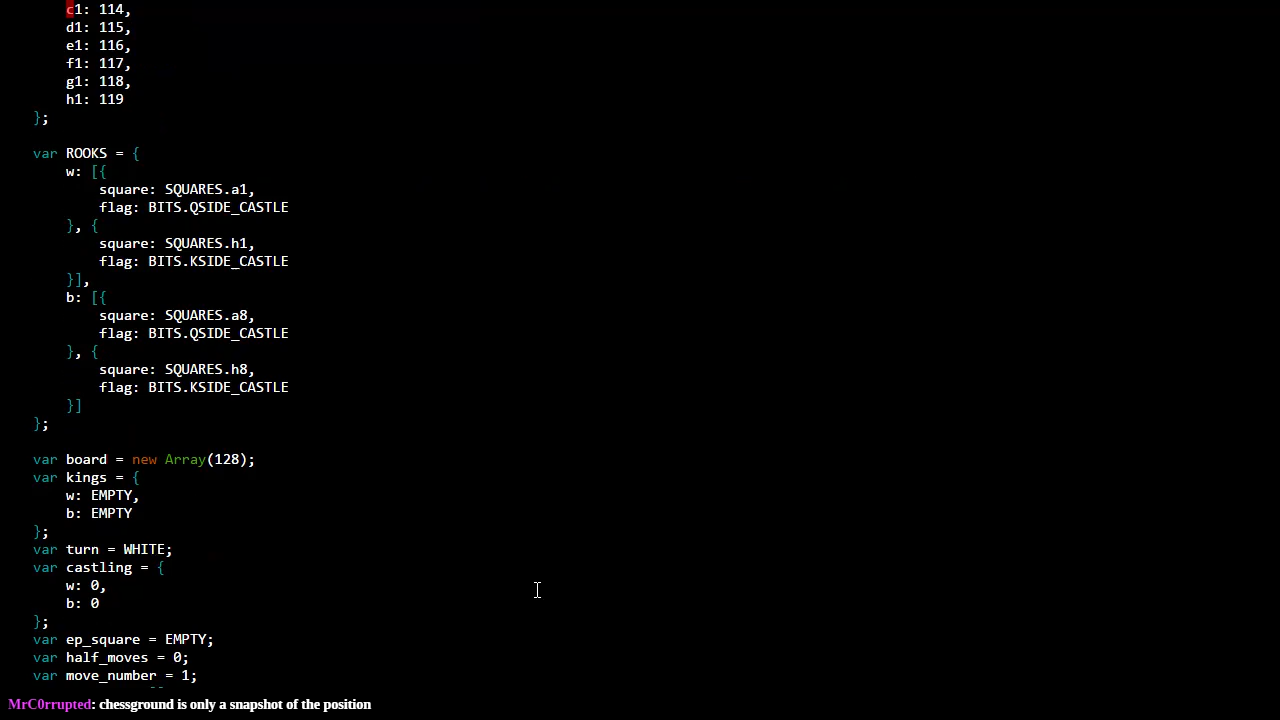 c1: 114,
d1: 115,
e1: 116,
f1: 117,
g1: 118,
h1: 119
};
var ROOKS = {
w: [{
square: SQUARES.a1,
flag: BITS.QSIDE_CASTLE
}, {
square: SQUARES.h1,
flag: BITS.KSIDE_CASTLE
}],
b: [{
square: SQUARES.a8,
flag: BITS.QSIDE_CASTLE
}, {
square: SQUARES.h8,
flag: BITS.KSIDE_CASTLE
}]
};
var board = new Array(128);
var kings = {
w: EMPTY,
b: EMPTY
};
var turn = WHITE;
var castling = {
w: 0,
b: 0
};
var ep_square = EMPTY;
var half_moves = 0;
var move_number = 1;
MrC0rrupted: chessground is only a snapshot of the position